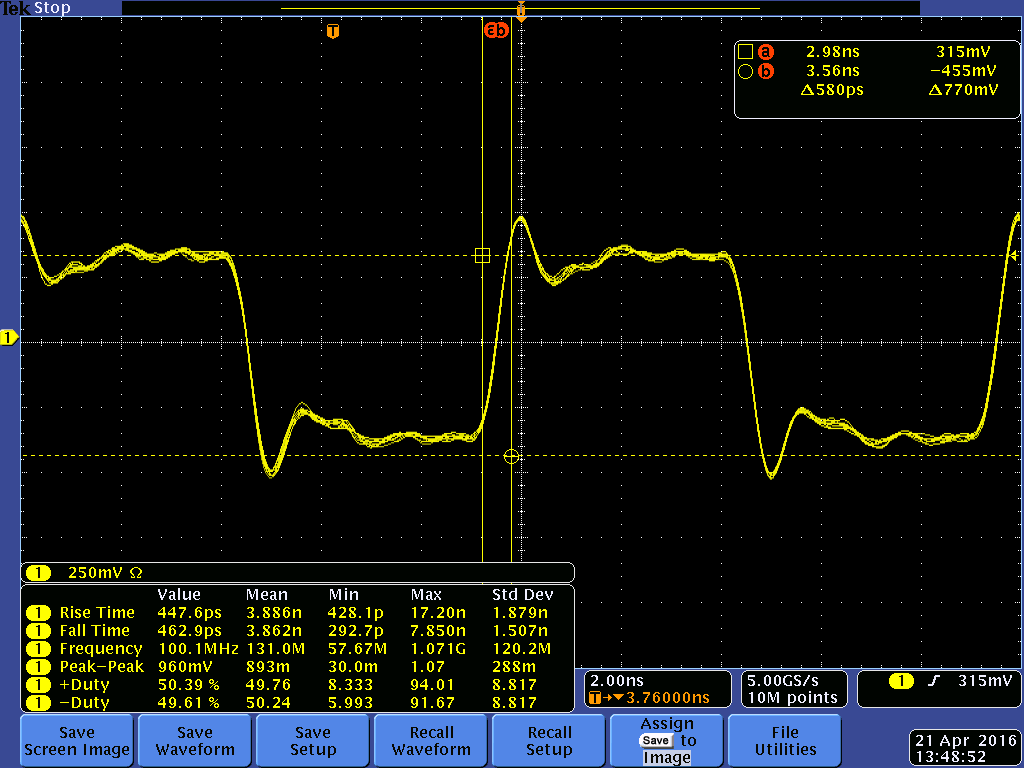 Tek Stop
T
a b
T
a 2.98ns 315mV
b 3.56ns −455mV
Δ580ps Δ770mV
1
1 250mV Ω
Value Mean Min Max Std Dev
1 Rise Time 447.6ps 3.886n 428.1p 17.20n 1.879n
1 Fall Time 462.9ps 3.862n 292.7p 7.850n 1.507n
1 Frequency 100.1MHz 131.0M 57.67M 1.071G 120.2M
1 Peak−Peak 960mV 893m 30.0m 1.07 288m
1 +Duty 50.39 % 49.76 8.333 94.01 8.817
1 −Duty 49.61 % 50.24 5.993 91.67 8.817
2.00ns
T→▼3.76000ns
5.00GS/s
10M points
1 315mV
Save
Screen Image
Save
Waveform
Save
Setup
Recall
Waveform
Recall
Setup
Assign
Save to
Image
File
Utilities
21 Apr 2016
13:48:52